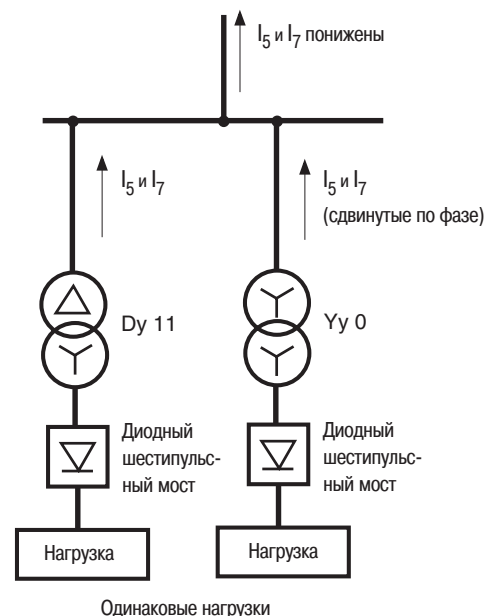 I5 и I7 понижены
I5 и I7
I5 и I7
(сдвинутые по фазе)
Dy 11
Yy 0
Диодный
шестипульс-
ный мост
Диодный
шестипульс-
ный мост
Нагрузка
Нагрузка
Одинаковые нагрузки